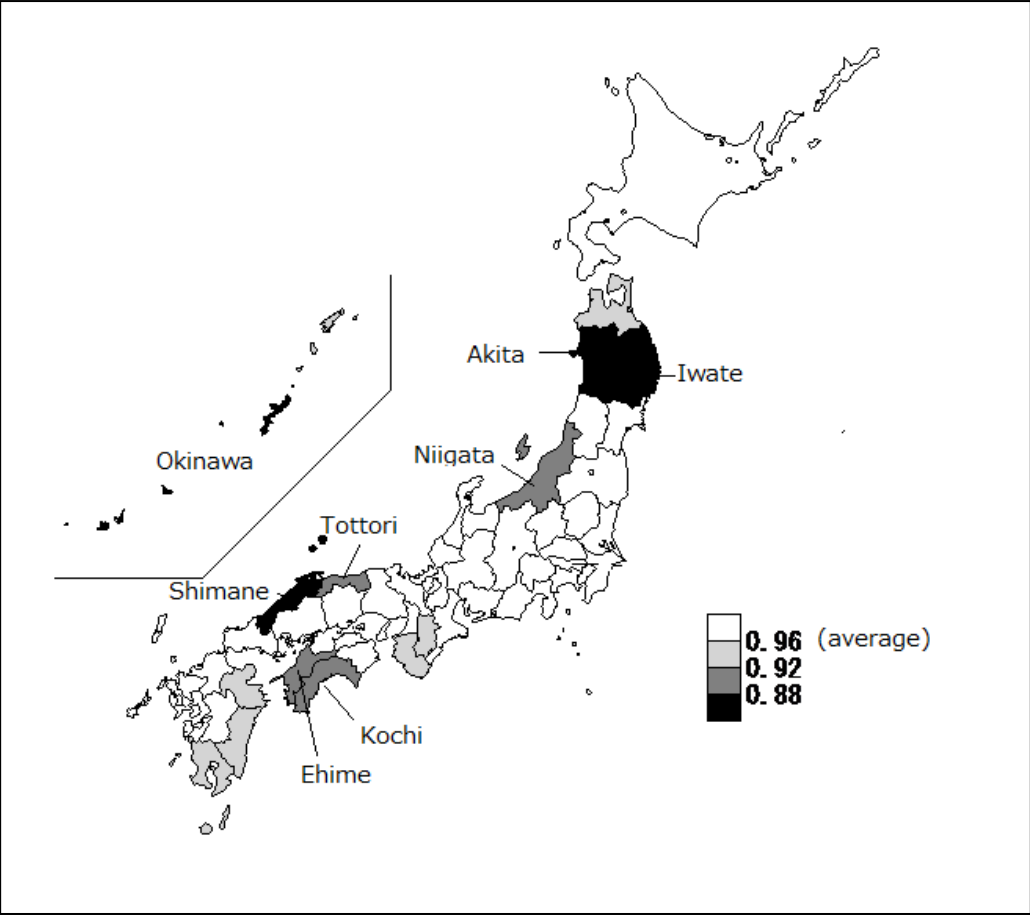 Akita
Iwate
Niigata
Okinawa
Tottori
Shimane
0.96 (average)
0.92
0.88
Kochi
Ehime